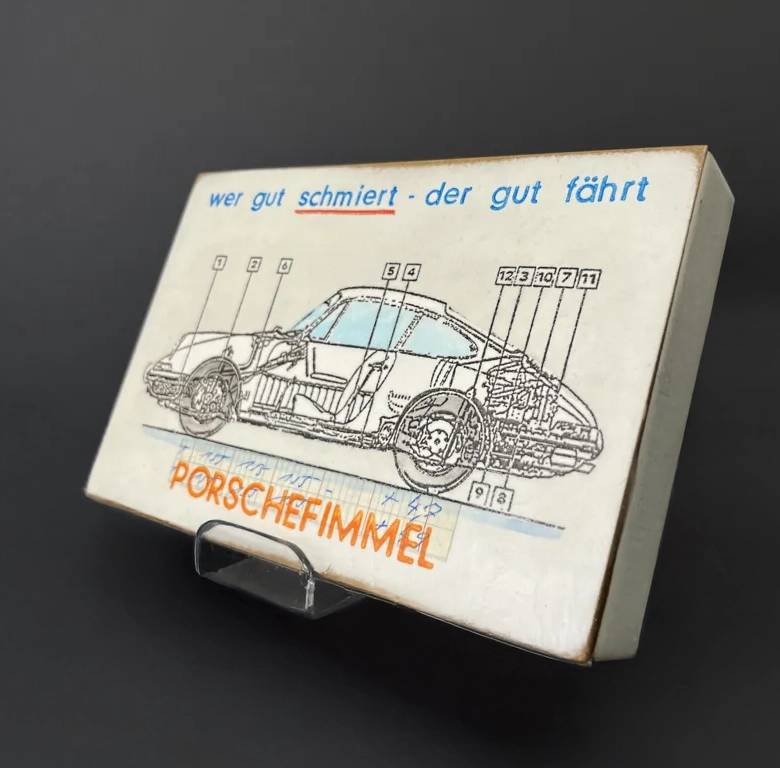 wer gut schmiert - der gut fährt
1 2 6 5 4 12 3 10 7 11
9 8
PORSCHEFIMMEL